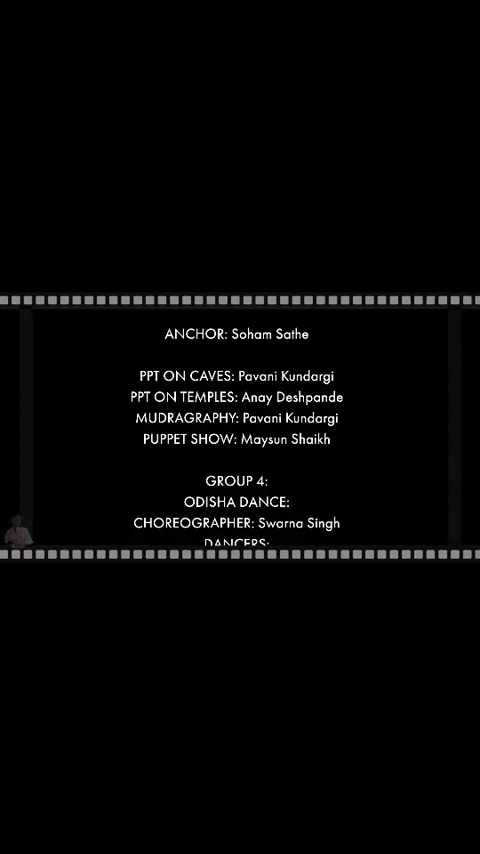 ANCHOR: Soham Sathe
PPT ON CAVES: Pavani Kundargi
PPT ON TEMPLES: Anay Deshpande
MUDRAGRAPHY: Pavani Kundargi
PUPPET SHOW: Maysun Shaikh
GROUP 4:
ODISHA DANCE:
CHOREOGRAPHER: Swarna Singh
DANCERS: